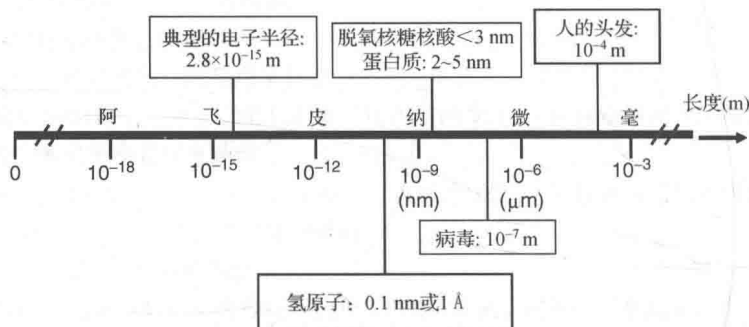 典型的电子半径:
2.8×10⁻¹⁵ m
脱氧核糖核酸<3 nm
蛋白质: 2~5 nm
人的头发:
10⁻⁴ m
阿 飞 皮 纳 微 毫 长度(m)
0 10⁻¹⁸ 10⁻¹⁵ 10⁻¹² 10⁻⁹ 10⁻⁶ 10⁻³
(nm) (μm)
病毒: 10⁻⁷ m
氢原子：0.1 nm或1 Å